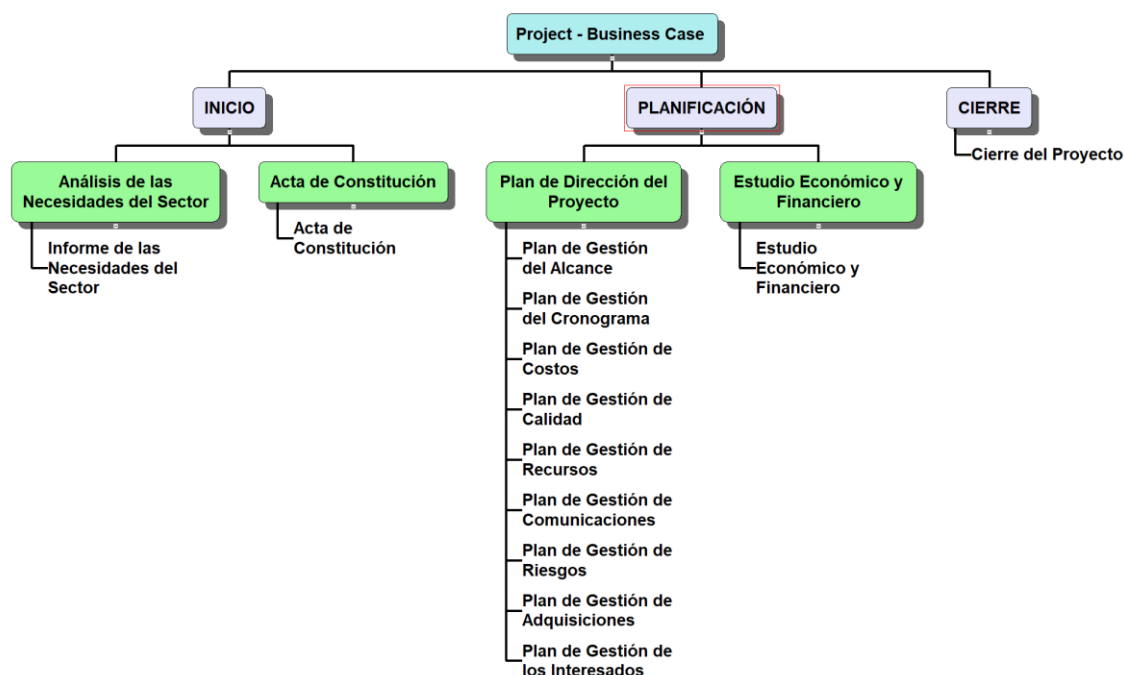 Project - Business Case
INICIO
PLANIFICACIÓN
CIERRE
Cierre del Proyecto
Análisis de las
Necesidades del Sector
Acta de Constitución
Plan de Dirección del
Proyecto
Estudio Económico y
Financiero
Informe de las
Necesidades del
Sector
Acta de
Constitución
Plan de Gestión
del Alcance
Plan de Gestión
del Cronograma
Plan de Gestión de
Costos
Plan de Gestión de
Calidad
Plan de Gestión de
Recursos
Plan de Gestión de
Comunicaciones
Plan de Gestión de
Riesgos
Plan de Gestión de
Adquisiciones
Plan de Gestión de
los Interesados
Estudio
Económico y
Financiero